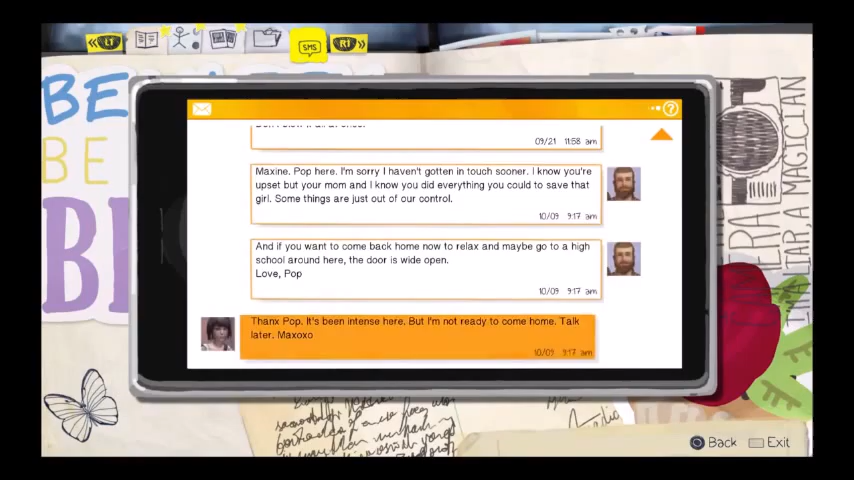 LT
SMS
R1
BE
BE
B
CAMERA
LIAR, A MAGICIAN
?
09/21 11:58 am
Maxine. Pop here. I'm sorry I haven't gotten in touch sooner. I know you're
upset but your mom and I know you did everything you could to save that
girl. Some things are just out of our control.
10/09 9:17 am
And if you want to come back home now to relax and maybe go to a high
school around here, the door is wide open.
Love, Pop
10/09 9:17 am
Thanx Pop. It's been intense here. But I'm not ready to come home. Talk
later. Maxoxo
10/09 9:17 am
Back Exit